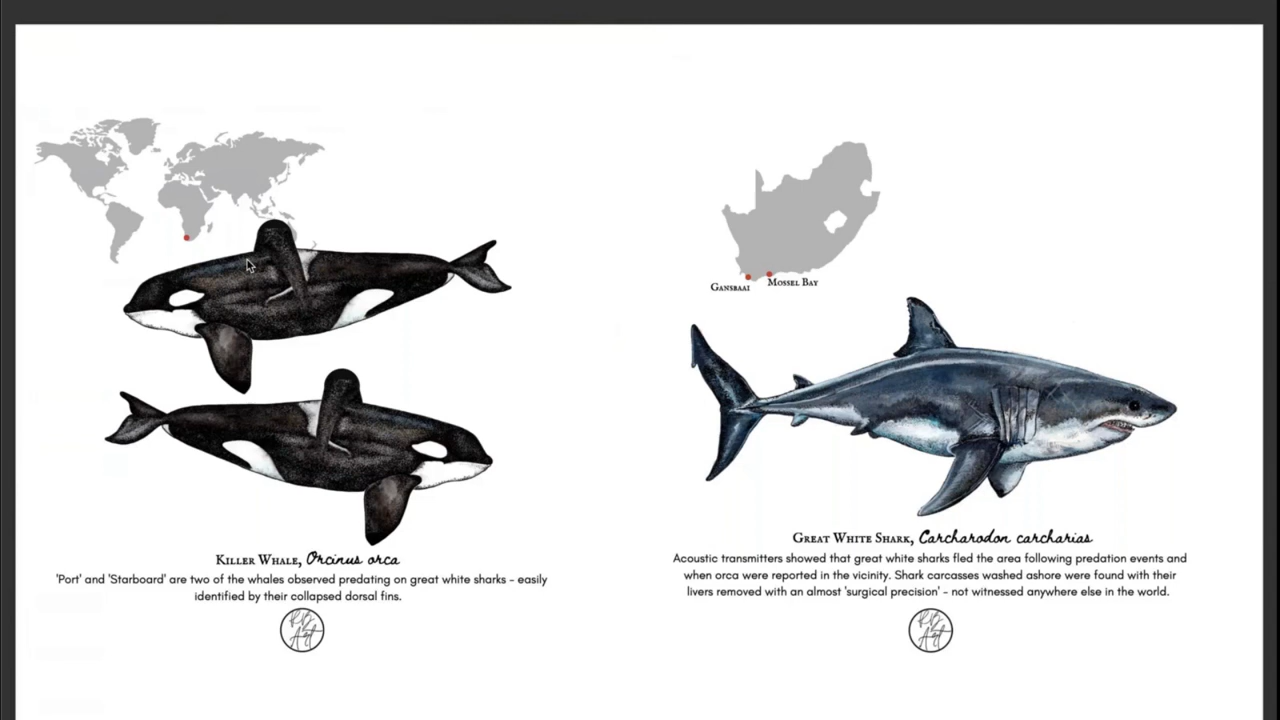 Gansbaai
Mossel Bay
Killer Whale, Orcinus orca
'Port' and 'Starboard' are two of the whales observed predating on great white sharks - easily
identified by their collapsed dorsal fins.
RB
Art
Great White Shark, Carcharodon carcharias
Acoustic transmitters showed that great white sharks fled the area following predation events and
when orca were reported in the vicinity. Shark carcasses washed ashore were found with their
livers removed with an almost 'surgical precision' - not witnessed anywhere else in the world.
RB
Art